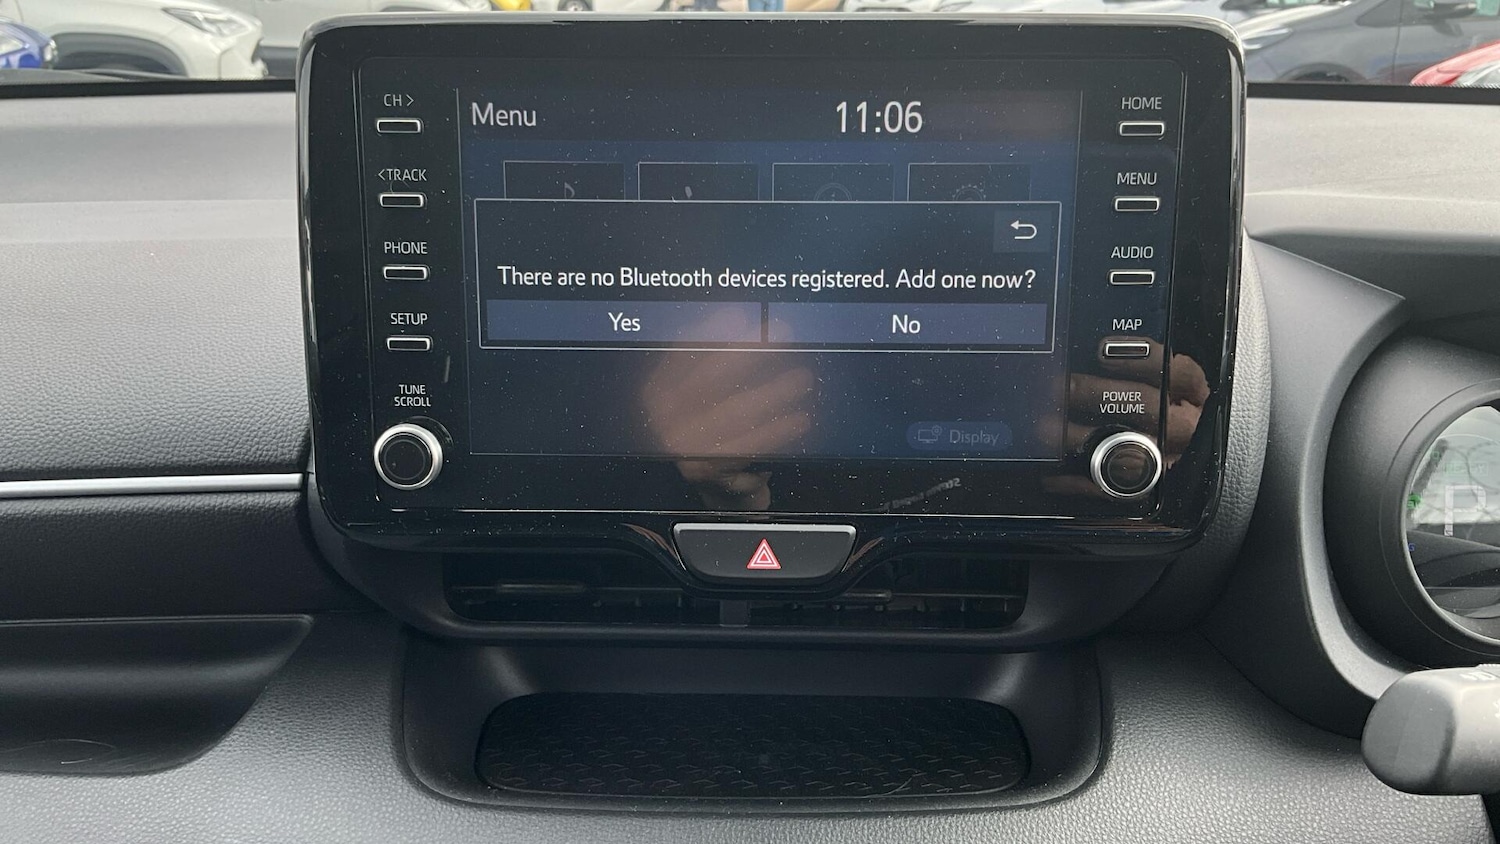 CH >
<TRACK
PHONE
SETUP
TUNE
SCROLL
Menu
11:06
There are no Bluetooth devices registered. Add one now?
Yes
No
Display
HOME
MENU
AUDIO
MAP
POWER
VOLUME
P